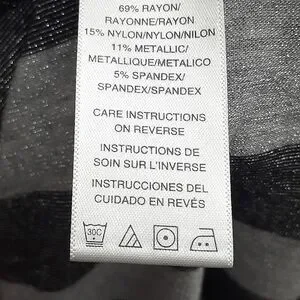 69% RAYON/
RAYONNE/RAYON
15% NYLON/NYLON/NILON
11% METALLIC/
METALLIQUE/METALICO
5% SPANDEX/
SPANDEX/SPANDEX
CARE INSTRUCTIONS
ON REVERSE
INSTRUCTIONS DE
SOIN SUR L'INVERSE
INSTRUCCIONES DEL
CUIDADO EN REVÉS
30C